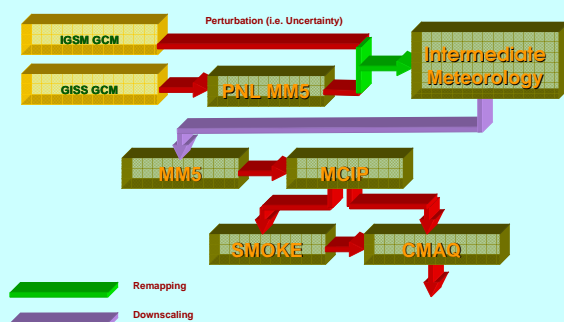 Perturbation (i.e. Uncertainty)
IGSM GCM
GISS GCM
PNL MM5
Intermediate
Meteorology
MM5
MCIP
SMOKE
CMAQ
Remapping
Downscaling